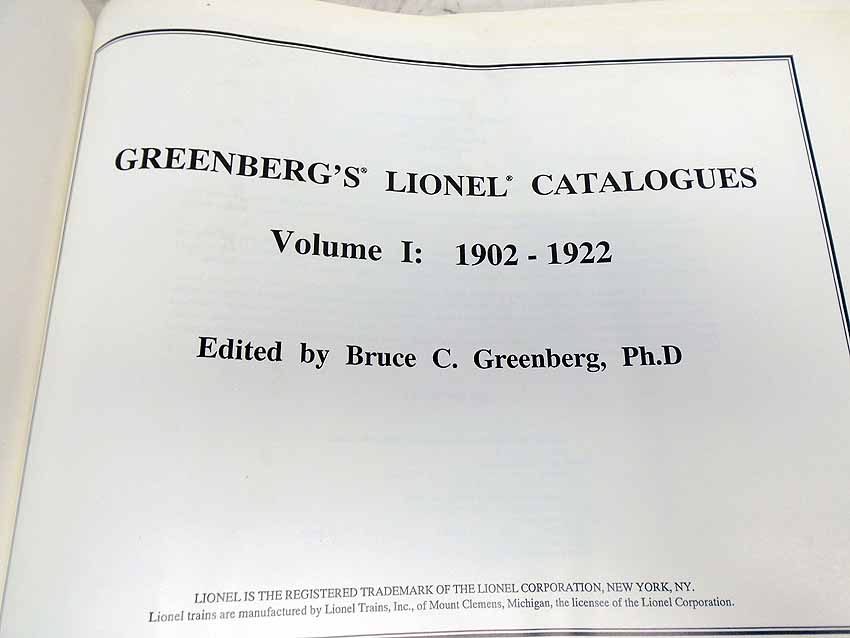 GREENBERG'S® LIONEL® CATALOGUES
Volume I: 1902 - 1922
Edited by Bruce C. Greenberg, Ph.D
LIONEL IS THE REGISTERED TRADEMARK OF THE LIONEL CORPORATION, NEW YORK, NY.
Lionel trains are manufactured by Lionel Trains, Inc., of Mount Clemens, Michigan, the licensee of the Lionel Corporation.